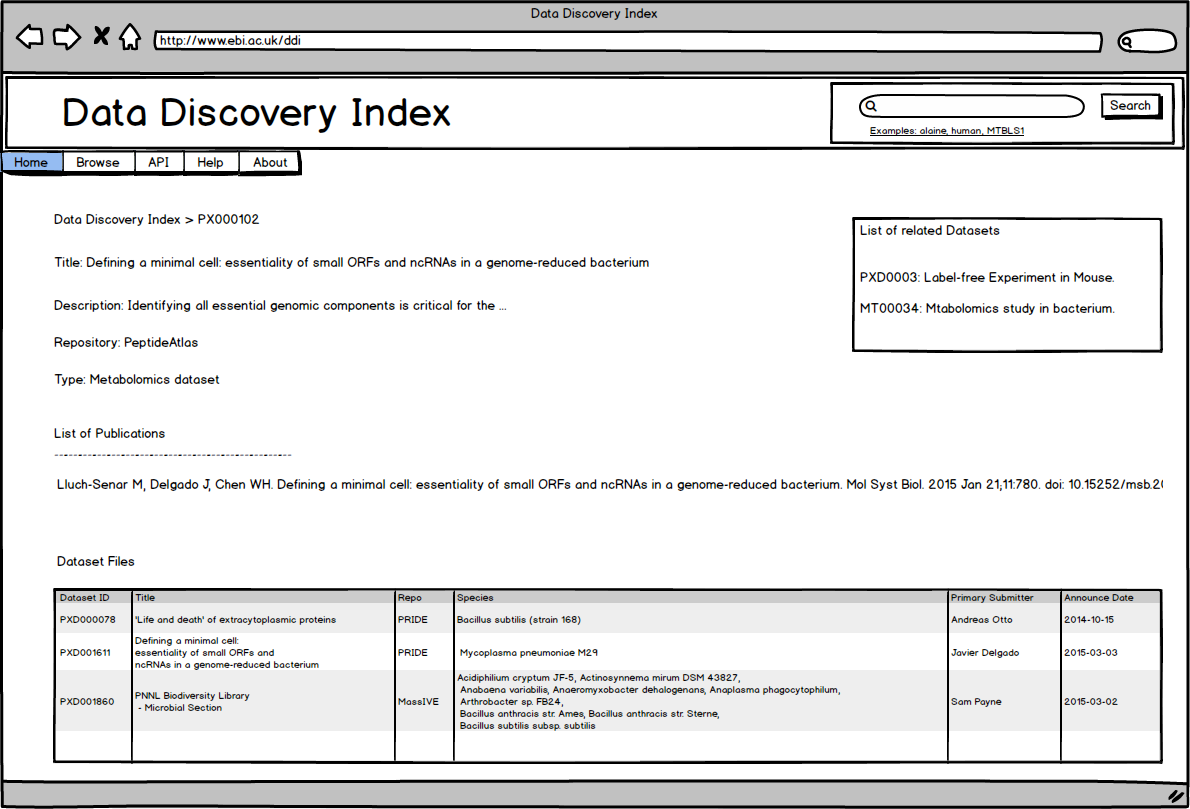 Data Discovery Index
http://www.ebi.ac.uk/ddi
Data Discovery Index
Search
Examples: alaine, human, MTBLS1
Home Browse API Help About
Data Discovery Index > PX000102
List of related Datasets
Title: Defining a minimal cell: essentiality of small ORFs and ncRNAs in a genome-reduced bacterium
PXD0003: Label-free Experiment in Mouse.
Description: Identifying all essential genomic components is critical for the ...
MT00034: Mtabolomics study in bacterium.
Repository: PeptideAtlas
Type: Metabolomics dataset
List of Publications
--------------------------------------------------
Lluch-Senar M, Delgado J, Chen WH. Defining a minimal cell: essentiality of small ORFs and ncRNAs in a genome-reduced bacterium. Mol Syst Biol. 2015 Jan 21;11:780. doi: 10.15252/msb.20
Dataset Files
Dataset ID Title Repo Species Primary Submitter Announce Date
PXD000078 'Life and death' of extracytoplasmic proteins PRIDE Bacillus subtilis (strain 168) Andreas Otto 2014-10-15
Defining a minimal cell:
PXD001611 essentiality of small ORFs and PRIDE Mycoplasma pneumoniae M29 Javier Delgado 2015-03-03
ncRNAs in a genome-reduced bacterium
Acidiphilium cryptum JF-5, Actinosynnema mirum DSM 43827,
Anabaena variabilis, Anaeromyxobacter dehalogenans, Anaplasma phagocytophilum,
PXD001860 PNNL Biodiversity Library MassIVE Arthrobacter sp. FB24, Sam Payne 2015-03-02
- Microbial Section Bacillus anthracis str. Ames, Bacillus anthracis str. Sterne,
Bacillus subtilis subsp. subtilis